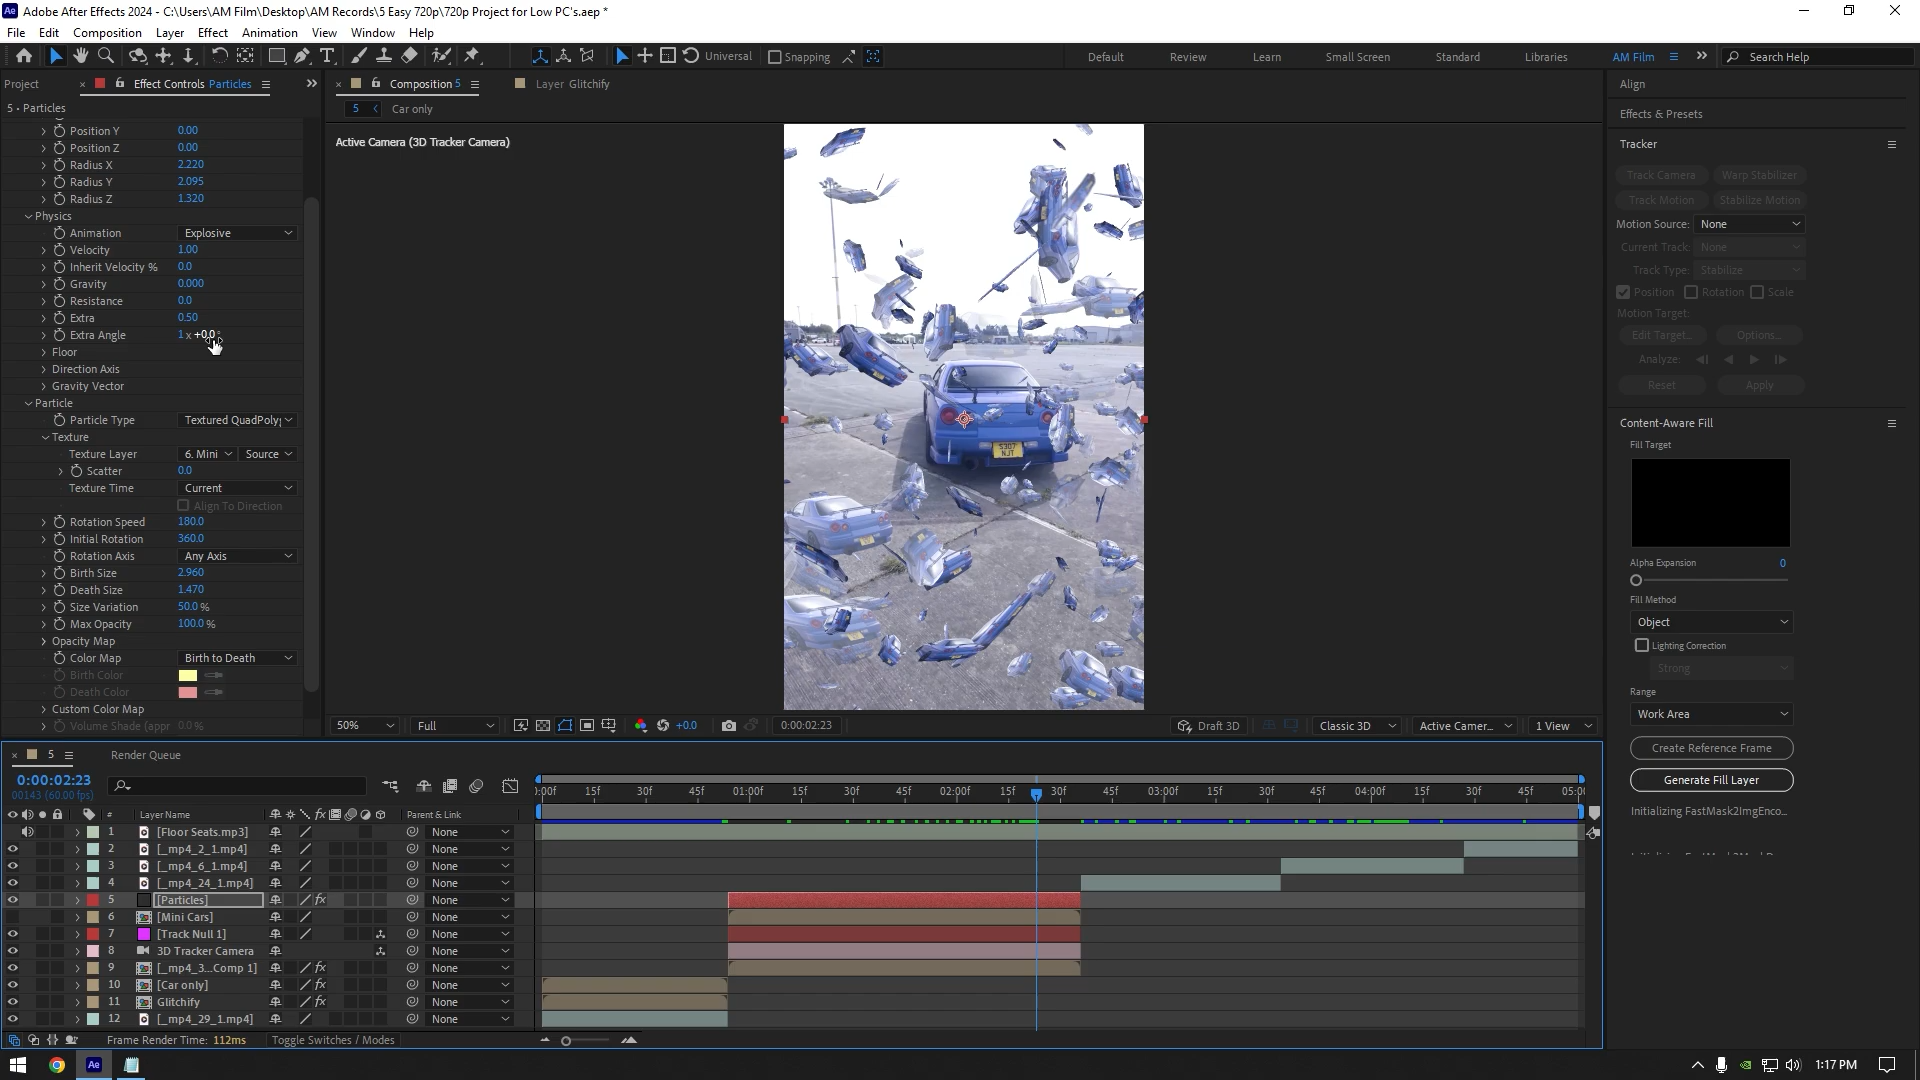 Adobe After Effects 2024 - C:\Users\AM Film\Desktop\AM Records\5 Easy 720p\720p Project for Low PC's.aep *
File Edit Composition Layer Effect Animation View Window Help
Universal Snapping Default Review Learn Small Screen Standard Libraries AM Film Search Help
Project Effect Controls Particles Composition 5 Layer Glitchify Align
5 • Particles
5 Car only
Active Camera (3D Tracker Camera)
Position Y 0.00
Position Z 0.00
Radius X 2.220
Radius Y 2.095
Radius Z 1.320
Physics
Animation Explosive
Velocity 1.00
Inherit Velocity % 0.0
Gravity 0.000
Resistance 0.0
Extra 0.50
Extra Angle 1 x +0.0 °
Floor
Direction Axis
Gravity Vector
Particle
Particle Type Textured QuadPoly
Texture
Texture Layer 6. Mini Source
Scatter 0.0
Texture Time Current
Align To Direction
Rotation Speed 180.0
Initial Rotation 360.0
Rotation Axis Any Axis
Birth Size 2.960
Death Size 1.470
Size Variation 50.0 %
Max Opacity 100.0 %
Opacity Map
Color Map Birth to Death
Birth Color
Death Color
Custom Color Map
Volume Shade (appr 0.0 %
S307
NJT
50% Full +0.0 0:00:02:23 Draft 3D Classic 3D Active Camer... 1 View
Effects & Presets
Tracker
Track Camera Warp Stabilizer
Track Motion Stabilize Motion
Motion Source: None
Current Track: None
Track Type: Stabilize
Position Rotation Scale
Motion Target:
Edit Target... Options...
Analyze:
Reset Apply
Content-Aware Fill
Fill Target
Alpha Expansion 0
Fill Method
Object
Lighting Correction
Strong
Range
Work Area
Create Reference Frame
Generate Fill Layer
Initializing FastMask2ImgEnco...
5 Render Queue
0:00:02:23
00143 (60.00 fps)
:00f 15f 30f 45f 01:00f 15f 30f 45f 02:00f 15f 30f 45f 03:00f 15f 30f 45f 04:00f 15f 30f 45f 05:00
# Layer Name Parent & Link
1 [Floor Seats.mp3] None
2 [_mp4_2_1.mp4] None
3 [_mp4_6_1.mp4] None
4 [_mp4_24_1.mp4] None
5 [Particles] None
6 [Mini Cars] None
7 [Track Null 1] None
8 3D Tracker Camera None
9 [_mp4_3...Comp 1] None
10 [Car only] None
11 Glitchify None
12 [_mp4_29_1.mp4] None
Frame Render Time: 112ms Toggle Switches / Modes
Ae 1:17 PM